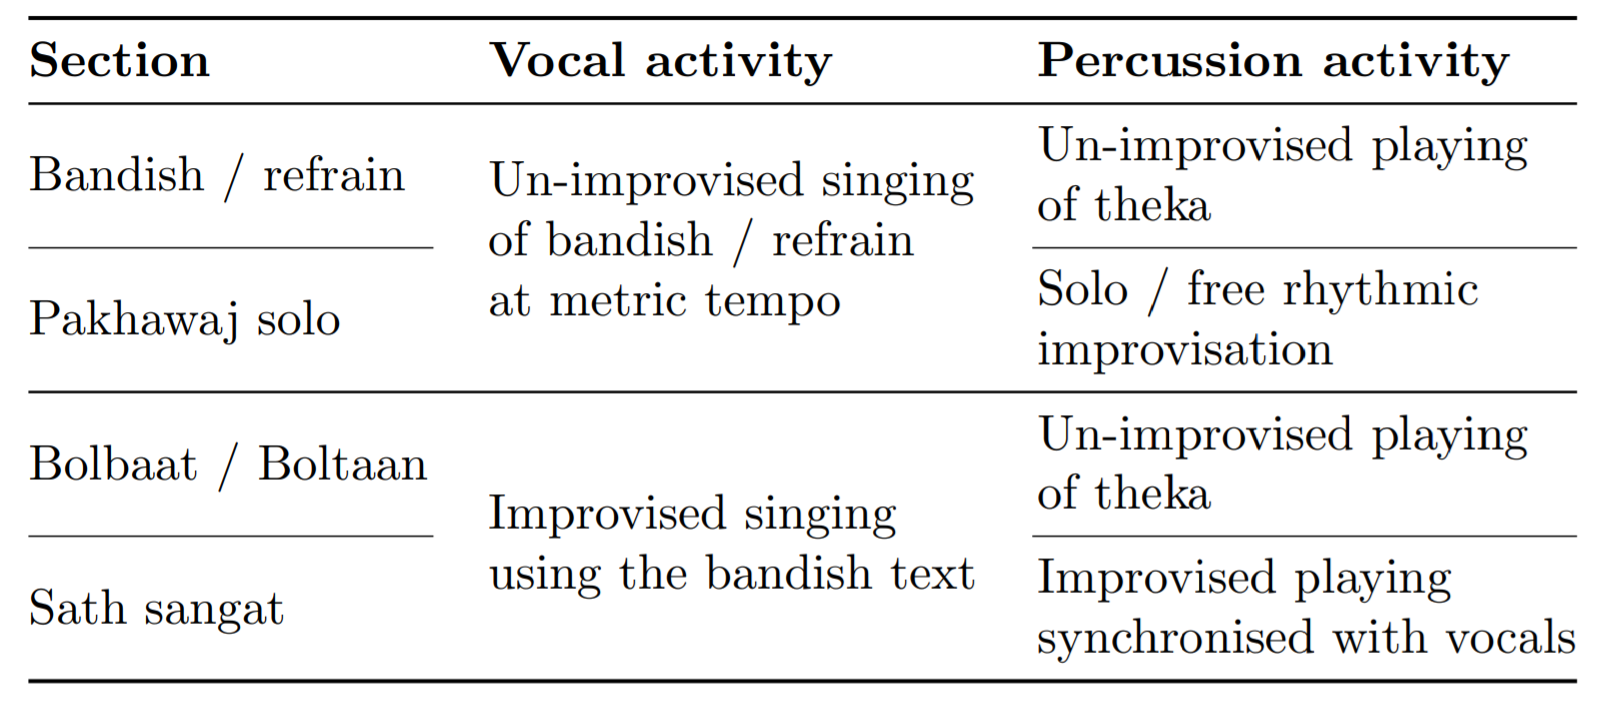 Section Vocal activity Percussion activity
Bandish / refrain
Un-improvised singing
of bandish / refrain
at metric tempo
Un-improvised playing
of theka
Pakhawaj solo
Solo / free rhythmic
improvisation
Bolbaat / Boltaan
Improvised singing
using the bandish text
Un-improvised playing
of theka
Sath sangat
Improvised playing
synchronised with vocals